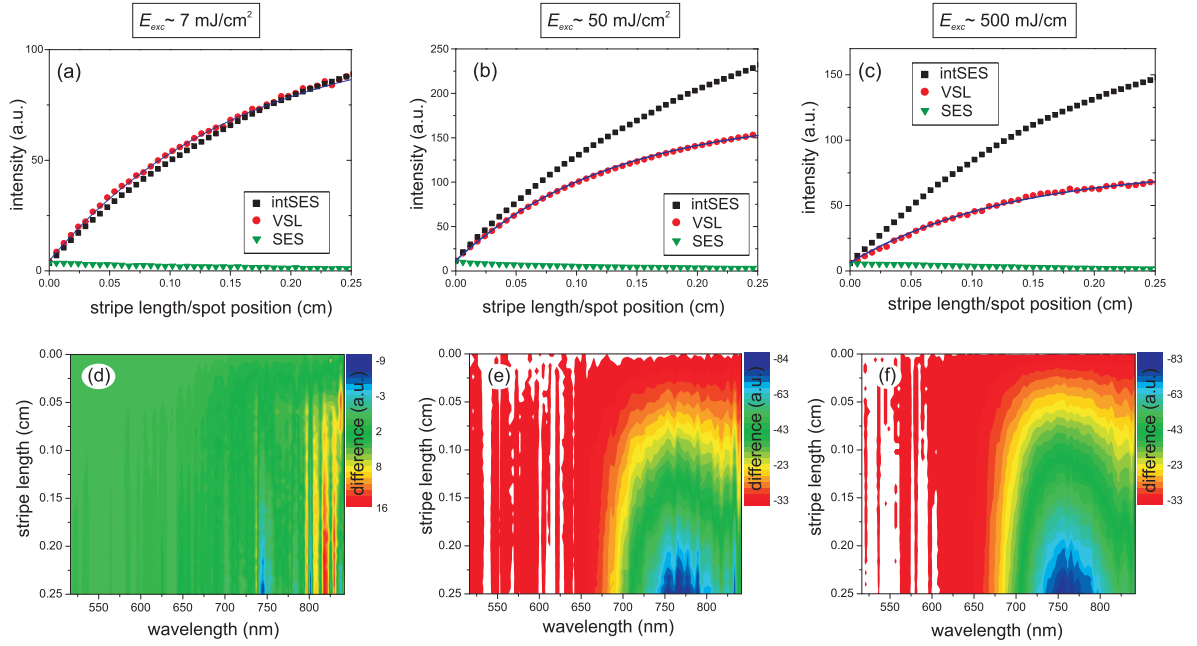 E_exc ~ 7 mJ/cm²
E_exc ~ 50 mJ/cm²
E_exc ~ 500 mJ/cm
(a)
intensity (a.u.)
100
50
0
intSES
VSL
SES
0.00 0.05 0.10 0.15 0.20 0.25
stripe length/spot position (cm)
(b)
intensity (a.u.)
250
200
150
100
50
0
intSES
VSL
SES
0.00 0.05 0.10 0.15 0.20 0.25
stripe length/spot position (cm)
(c)
intensity (a.u.)
150
100
50
0
intSES
VSL
SES
0.00 0.05 0.10 0.15 0.20 0.25
stripe length/spot position (cm)
(d)
stripe length (cm)
0.00
0.05
0.10
0.15
0.20
0.25
550 600 650 700 750 800
wavelength (nm)
difference (a.u.)
-9
-3
2
8
16
(e)
stripe length (cm)
0.00
0.05
0.10
0.15
0.20
0.25
550 600 650 700 750 800
wavelength (nm)
difference (a.u.)
-84
-63
-43
-23
-33
(f)
stripe length (cm)
0.00
0.05
0.10
0.15
0.20
0.25
550 600 650 700 750 800
wavelength (nm)
difference (a.u.)
-83
-63
-43
-23
-33